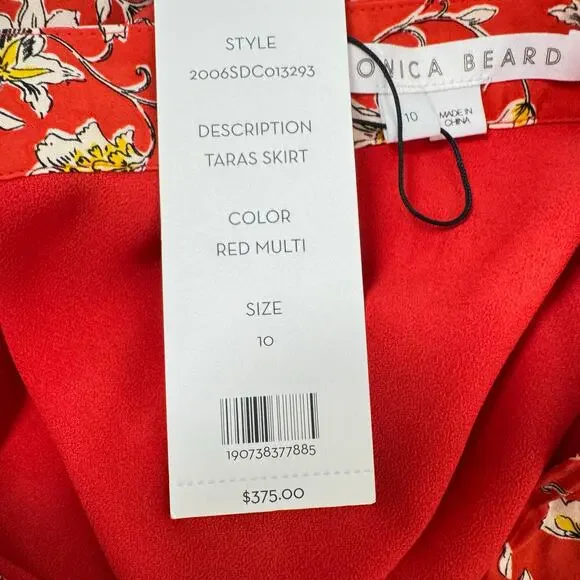 STYLE
2006SDC013293
DESCRIPTION
TARAS SKIRT
COLOR
RED MULTI
SIZE
10
190738377885
$375.00
ONICA BEARD
10
MADE IN
CHINA